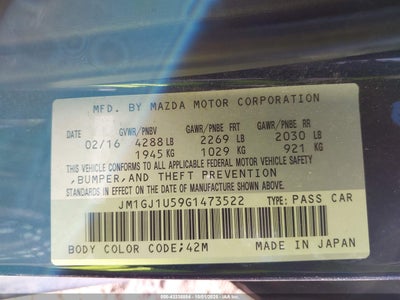 MFD. BY MAZDA MOTOR CORPORATION
DATE GVWR/PNBV GAWR/PNBE FRT GAWR/PNBE RR
02/16 4288 LB 2269 LB 2030 LB
1945 KG 1029 KG 921 KG
THIS VEHICLE CONFORMS TO ALL APPLICABLE FEDERAL MOTOR VEHICLE SAFETY
,BUMPER,AND THEFT PREVENTION
STANDARDS IN EFFECT ON THE DATE OF MANUFACTURE SHOWN ABOVE.
JM1GJ1U59G1473522 TYPE: PASS CAR
BODY COLOR CODE;42M MADE IN JAPAN